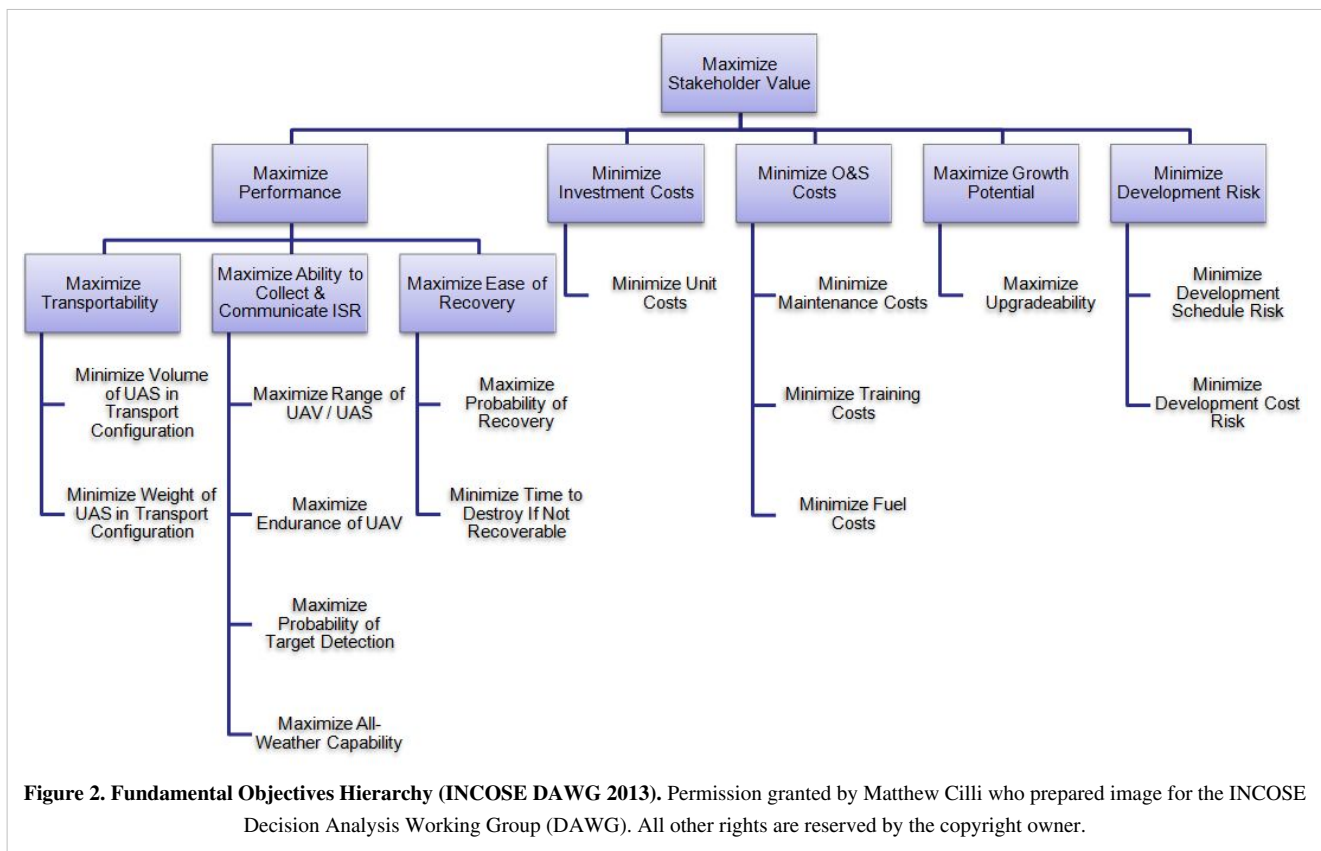 Maximize
Stakeholder Value
Maximize
Performance
Minimize
Investment Costs
Minimize O&S
Costs
Maximize Growth
Potential
Minimize
Development Risk
Maximize
Transportability
Maximize Ability to
Collect &
Communicate ISR
Maximize Ease of
Recovery
Minimize Unit
Costs
Minimize
Maintenance Costs
Maximize
Upgradeability
Minimize
Development
Schedule Risk
Minimize Volume
of UAS in
Transport
Configuration
Maximize Range of
UAV / UAS
Maximize
Probability of
Recovery
Minimize Training
Costs
Minimize
Development Cost
Risk
Minimize Weight of
UAS in Transport
Configuration
Maximize
Endurance of UAV
Minimize Time to
Destroy If Not
Recoverable
Minimize Fuel
Costs
Maximize
Probability of
Target Detection
Maximize All-
Weather Capability
Figure 2. Fundamental Objectives Hierarchy (INCOSE DAWG 2013). Permission granted by Matthew Cilli who prepared image for the INCOSE
Decision Analysis Working Group (DAWG). All other rights are reserved by the copyright owner.